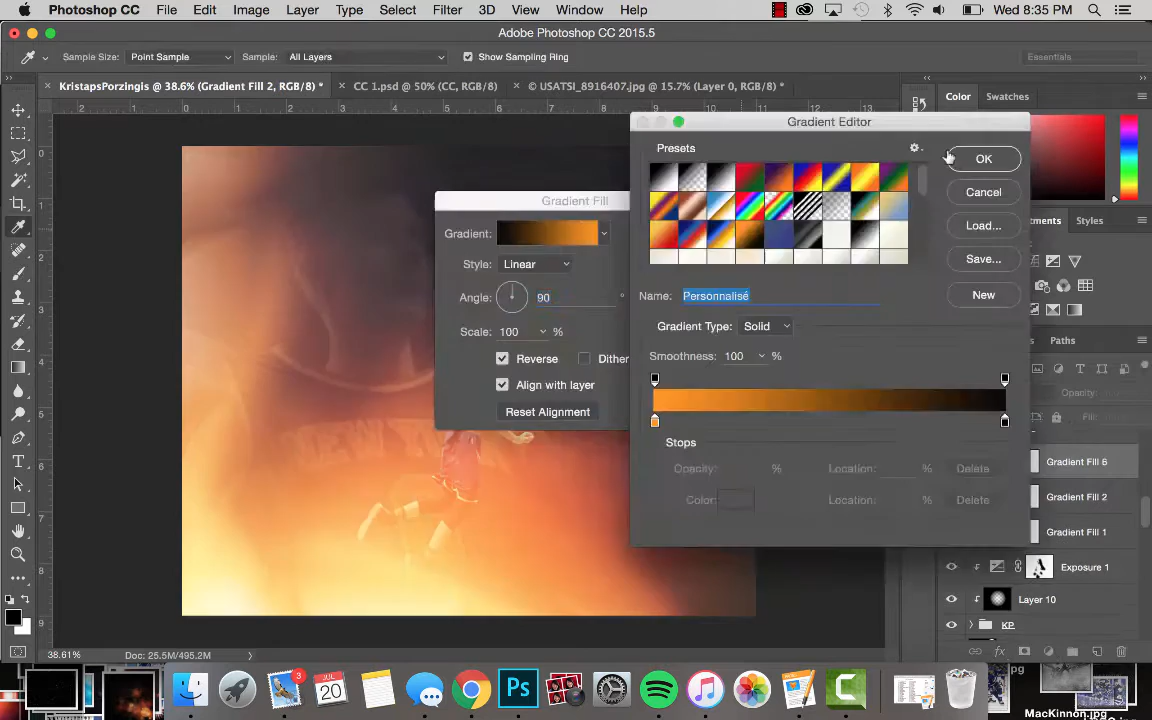 Photoshop CC File Edit Image Layer Type Select Filter 3D View Window Help Wed 8:35 PM
Adobe Photoshop CC 2015.5
Sample Size: Point Sample Sample: All Layers Show Sampling Ring Essentials
KristapsPorzingis @ 38.6% (Gradient Fill 2, RGB/8) * CC 1.psd @ 50% (CC, RGB/8) © USATSI_8916407.jpg @ 15.7% (Layer 0, RGB/8) *
Color Swatches
Gradient Editor
Presets
OK
Cancel
Load...
Save...
New
Styles
Gradient Fill
Gradient:
Style: Linear
Angle: 90 °
Scale: 100 %
Reverse Dither
Align with layer
Reset Alignment
Name: Personnalisé
Gradient Type: Solid
Smoothness: 100 %
Stops
Opacity: % Location: % Delete
Color: Location: % Delete
Paths
Opacity:
Fill:
Gradient Fill 6
Gradient Fill 2
Gradient Fill 1
Exposure 1
Layer 10
KP
NEW
38.61% Doc: 25.5M/495.2M
3
JUL
20
Ps
jpg
MacKinnon.jpg